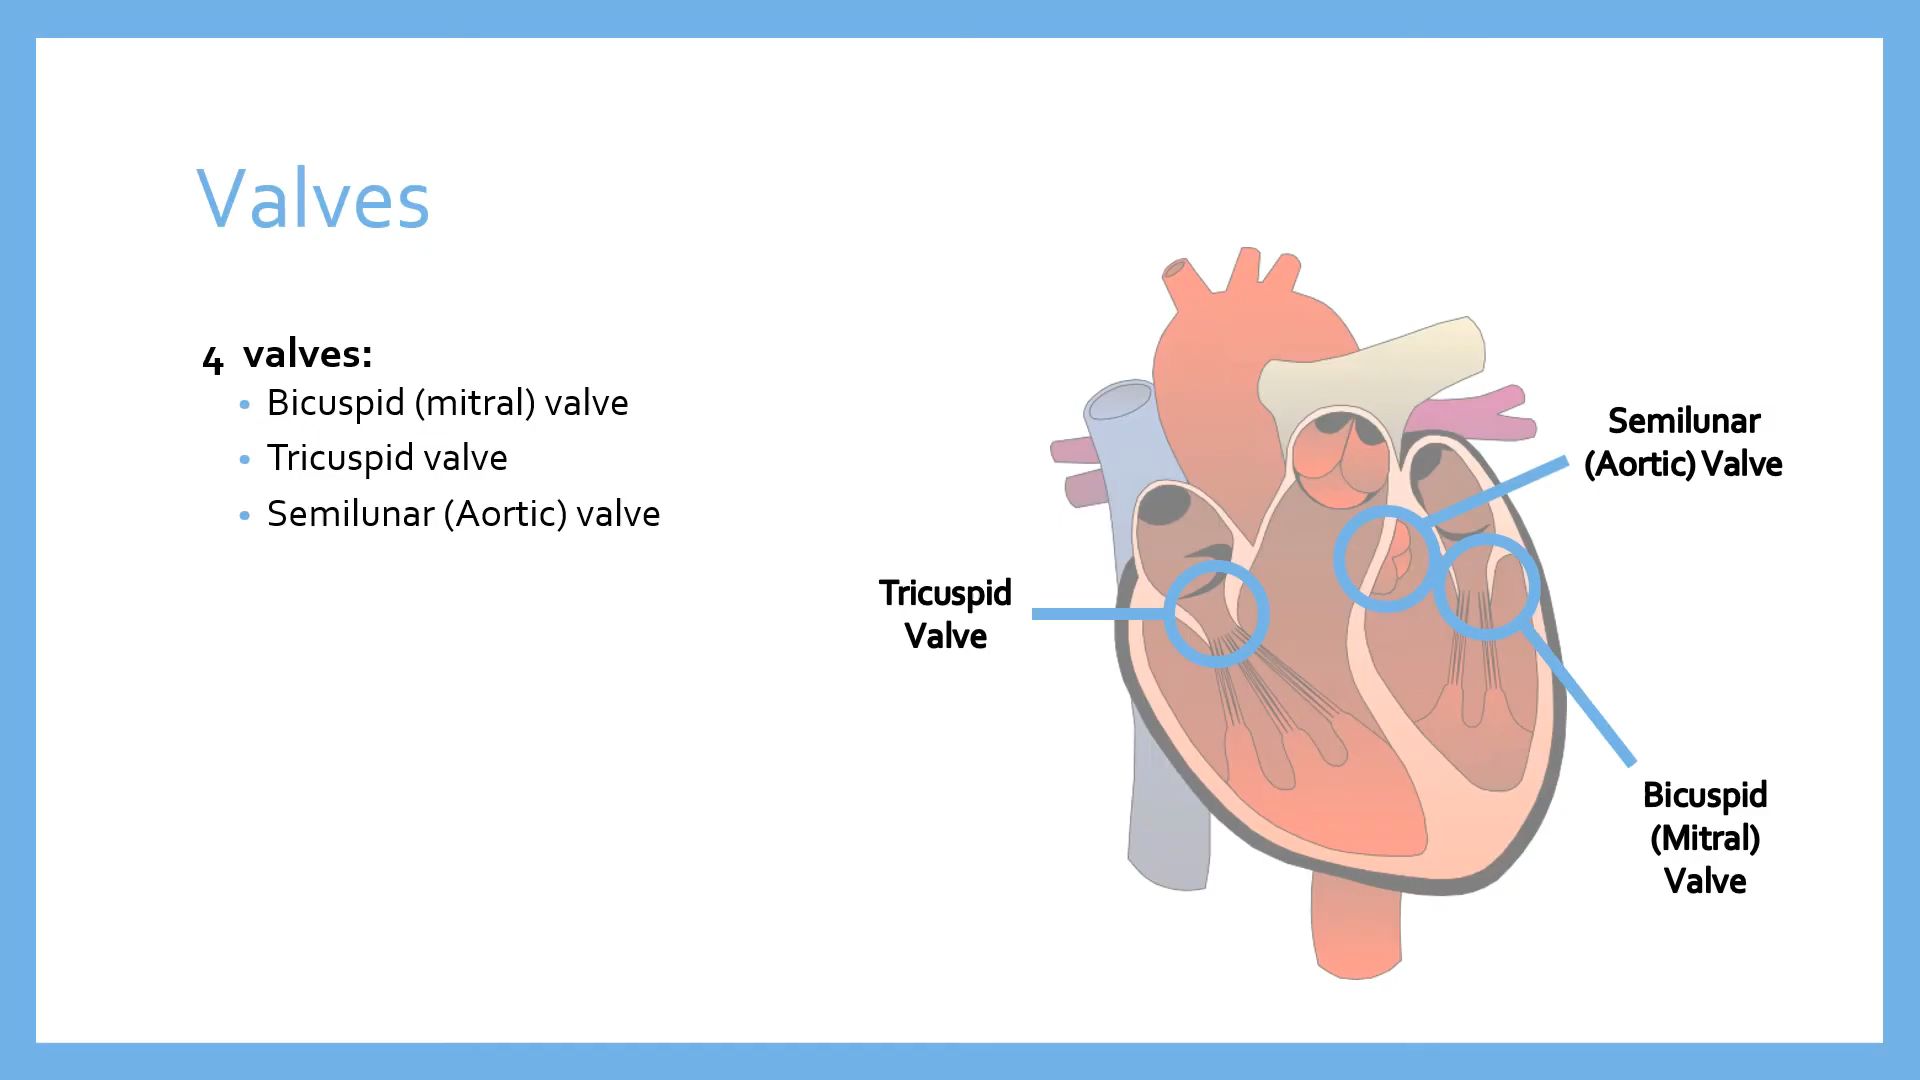 Valves
4 valves:
• Bicuspid (mitral) valve
• Tricuspid valve
• Semilunar (Aortic) valve
Semilunar
(Aortic) Valve
Tricuspid
Valve
Bicuspid
(Mitral)
Valve